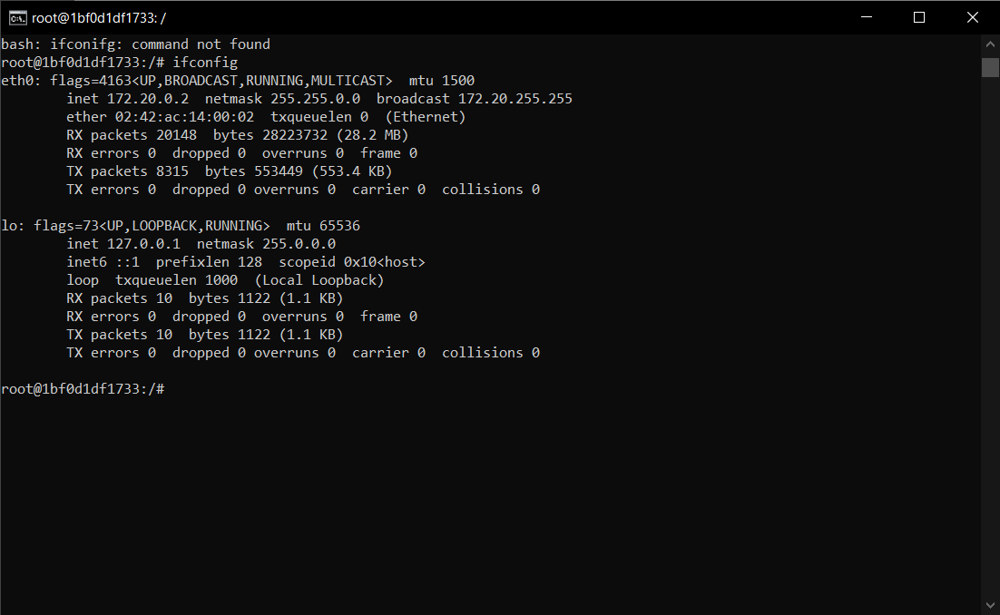 root@1bf0d1df1733: /
bash: ifconifg: command not found
root@1bf0d1df1733:/# ifconfig
eth0: flags=4163<UP,BROADCAST,RUNNING,MULTICAST>  mtu 1500
        inet 172.20.0.2  netmask 255.255.0.0  broadcast 172.20.255.255
        ether 02:42:ac:14:00:02  txqueuelen 0  (Ethernet)
        RX packets 20148  bytes 28223732 (28.2 MB)
        RX errors 0  dropped 0  overruns 0  frame 0
        TX packets 8315  bytes 553449 (553.4 KB)
        TX errors 0  dropped 0 overruns 0  carrier 0  collisions 0

lo: flags=73<UP,LOOPBACK,RUNNING>  mtu 65536
        inet 127.0.0.1  netmask 255.0.0.0
        inet6 ::1  prefixlen 128  scopeid 0x10<host>
        loop  txqueuelen 1000  (Local Loopback)
        RX packets 10  bytes 1122 (1.1 KB)
        RX errors 0  dropped 0  overruns 0  frame 0
        TX packets 10  bytes 1122 (1.1 KB)
        TX errors 0  dropped 0 overruns 0  carrier 0  collisions 0

root@1bf0d1df1733:/#